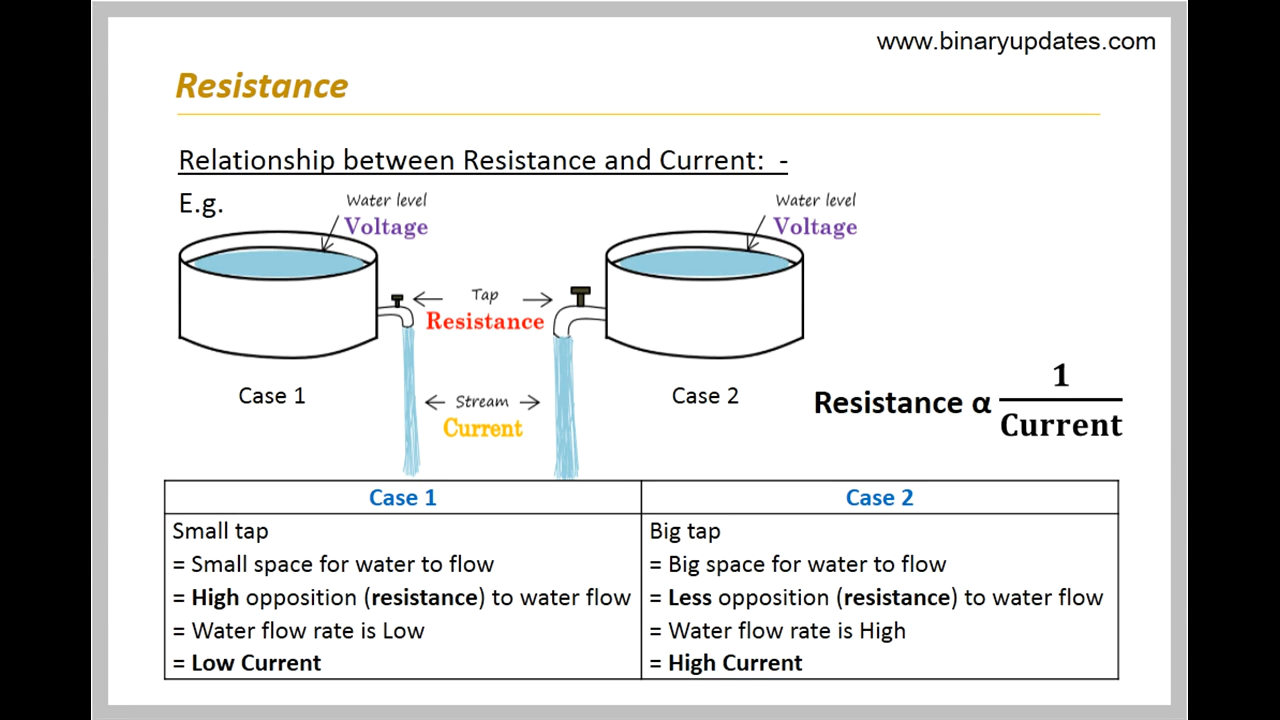 www.binaryupdates.com
Resistance
Relationship between Resistance and Current: -
E.g.
Water level
Voltage
Water level
Voltage
Tap
Resistance
Case 1
Stream
Current
Case 2
Resistance α 1
Current
Case 1
Case 2
Small tap
= Small space for water to flow
= High opposition (resistance) to water flow
= Water flow rate is Low
= Low Current
Big tap
= Big space for water to flow
= Less opposition (resistance) to water flow
= Water flow rate is High
= High Current